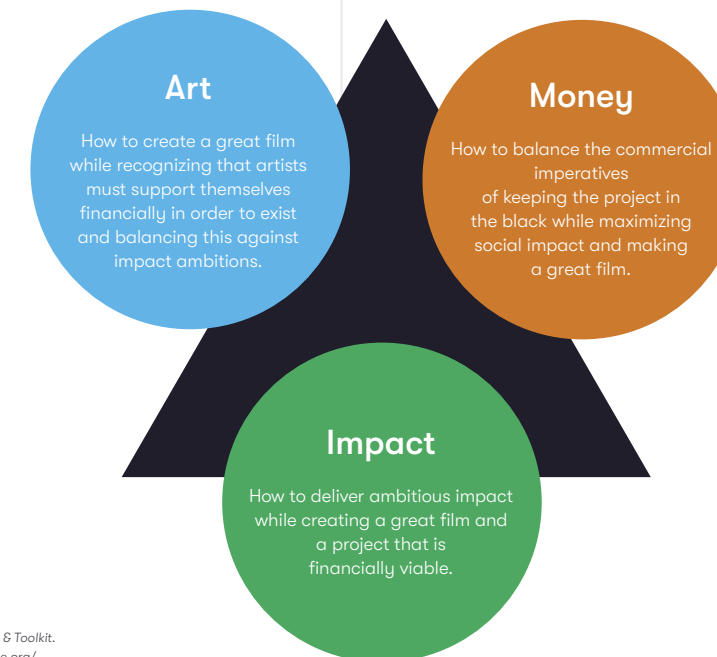 Art
How to create a great film
while recognizing that artists
must support themselves
financially in order to exist
and balancing this against
impact ambitions.
Money
How to balance the commercial
imperatives
of keeping the project in
the black while maximizing
social impact and making
a great film.
Impact
How to deliver ambitious impact
while creating a great film and
a project that is
financially viable.
& Toolkit.